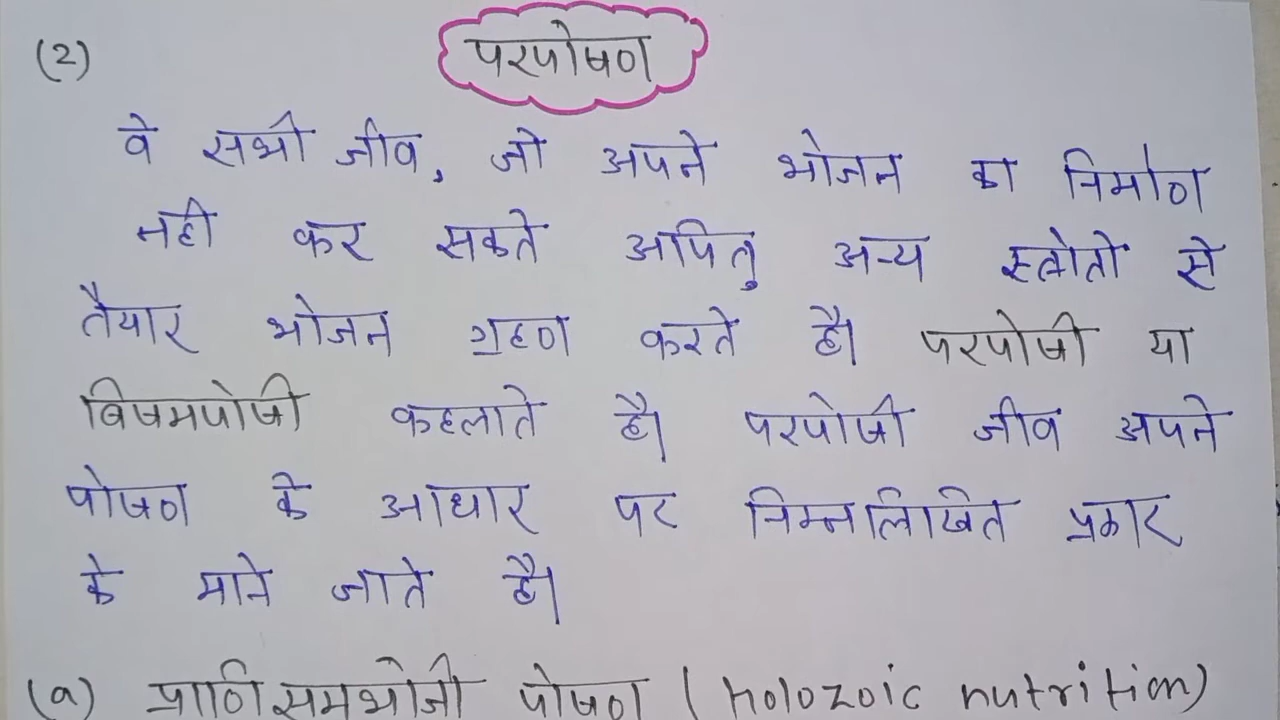 (2) परपोषण
वे सभी जीव, जो अपने भोजन का निर्माण
नही कर सकते अपितु अन्य स्त्रोतो से
तैयार भोजन ग्रहण करते है। परपोषी या
विषमपोषी कहलाते है। परपोषी जीव अपने
पोषण के आधार पर निम्नलिखित प्रकार
के माने जाते है।
(a) प्राणिसमभोजी पोषण (holozoic nutrition)